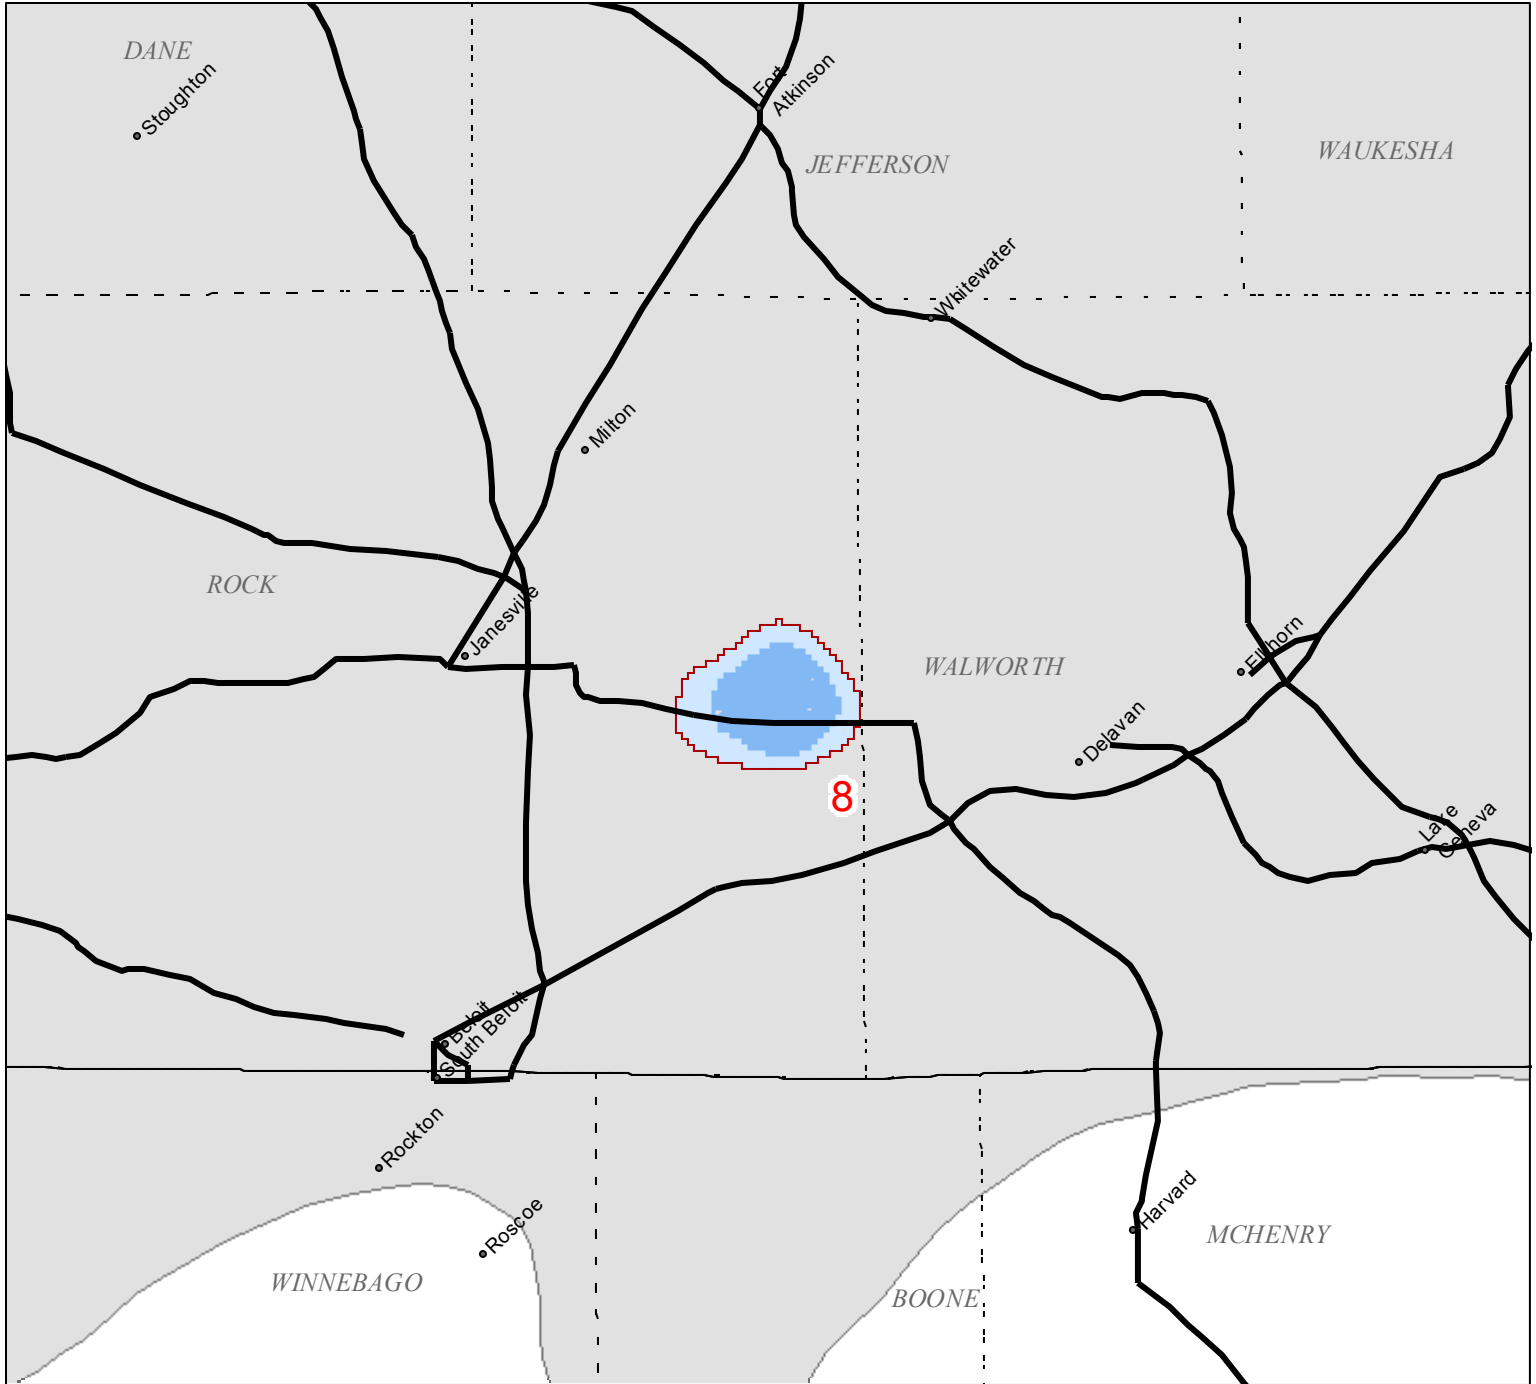 DANE
Stoughton
Fort
Atkinson
JEFFERSON
WAUKESHA
Whitewater
Milton
ROCK
Janesville
WALWORTH
Elkhorn
Delavan
8
Lake
Geneva
Beloit
South Beloit
Rockton
Roscoe
Harvard
MCHENRY
WINNEBAGO
BOONE